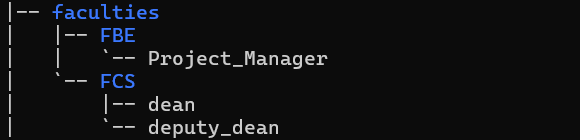 |-- faculties
|   |-- FBE
|   |   `-- Project_Manager
|   `-- FCS
|       |-- dean
|       `-- deputy_dean